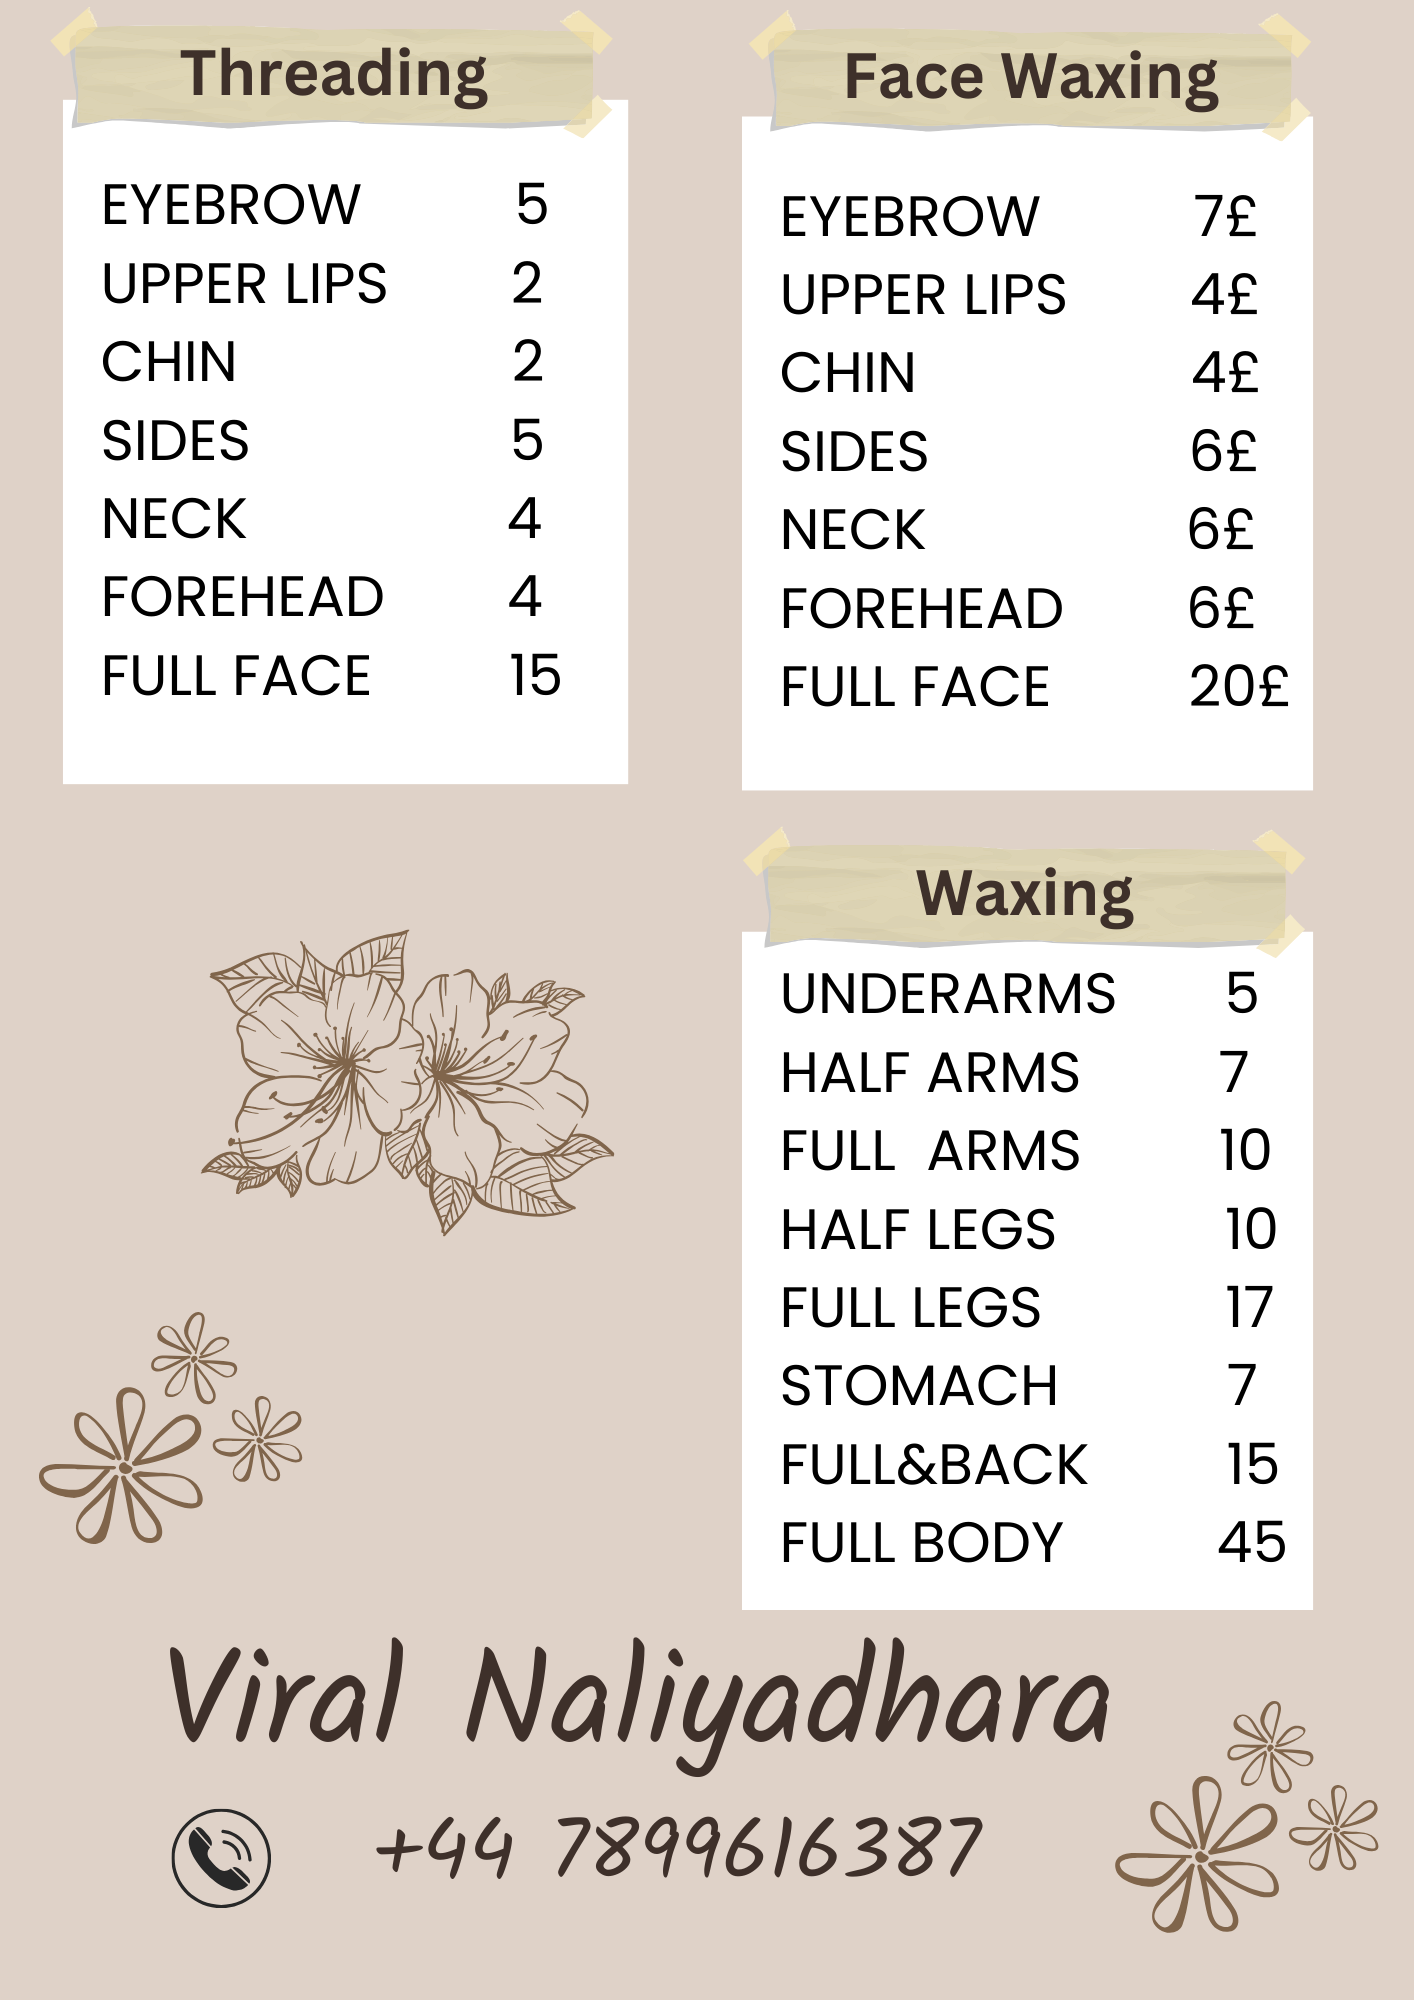 Threading
EYEBROW 5
UPPER LIPS 2
CHIN 2
SIDES 5
NECK 4
FOREHEAD 4
FULL FACE 15
Face Waxing
EYEBROW 7£
UPPER LIPS 4£
CHIN 4£
SIDES 6£
NECK 6£
FOREHEAD 6£
FULL FACE 20£
Waxing
UNDERARMS 5
HALF ARMS 7
FULL ARMS 10
HALF LEGS 10
FULL LEGS 17
STOMACH 7
FULL&BACK 15
FULL BODY 45
Viral Naliyadhara
+44 7899616387